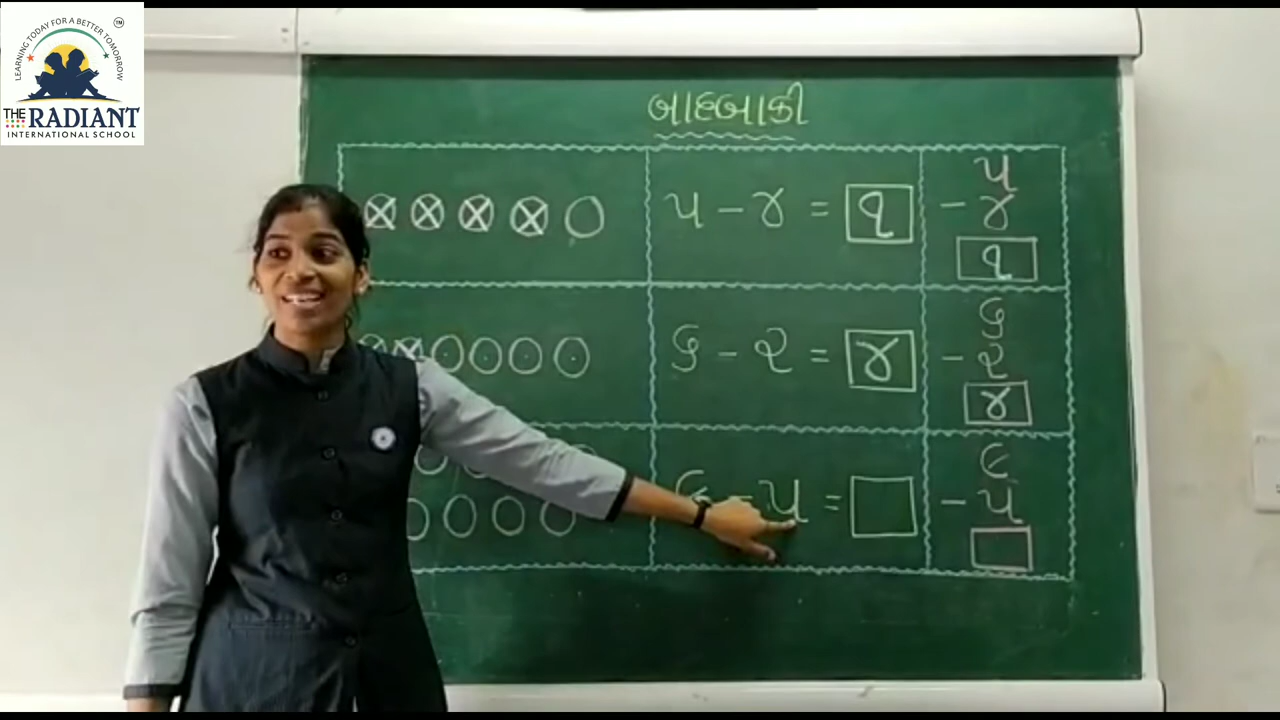 LEARNING TODAY FOR A BETTER TOMORROW
TM
THE RADIANT
INTERNATIONAL SCHOOL
બાદબાકી
૫ - ૪ = ૧
૫
- ૪
૧
૬ - ૨ = ૪
૬
- ૨
૪
- ૫ =
૯
- ૫